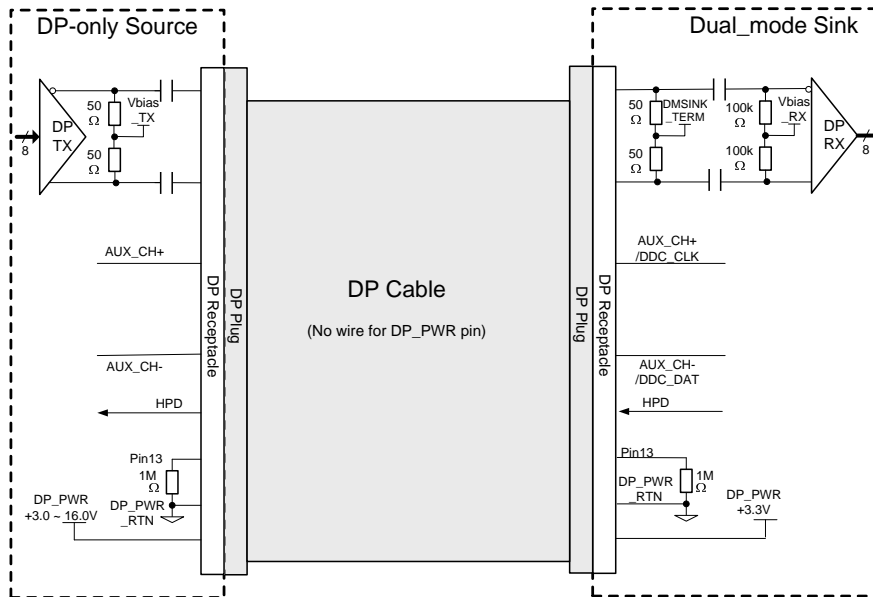 DP-only Source
Dual_mode Sink
DP
TX
8
50
Ω
50
Ω
Vbias
_TX
AUX_CH+
AUX_CH-
HPD
Pin13
1M
Ω
DP_PWR
+3.0 ~ 16.0V
DP_PWR
_RTN
DP Receptacle
DP Plug
DP Cable
(No wire for DP_PWR pin)
DP Plug
DP Receptacle
50
Ω
50
Ω
DMSINK
_TERM
100k
Ω
100k
Ω
Vbias
_RX
DP
RX
8
AUX_CH+
/DDC_CLK
AUX_CH-
/DDC_DAT
HPD
Pin13
1M
Ω
DP_PWR
_RTN
DP_PWR
+3.3V